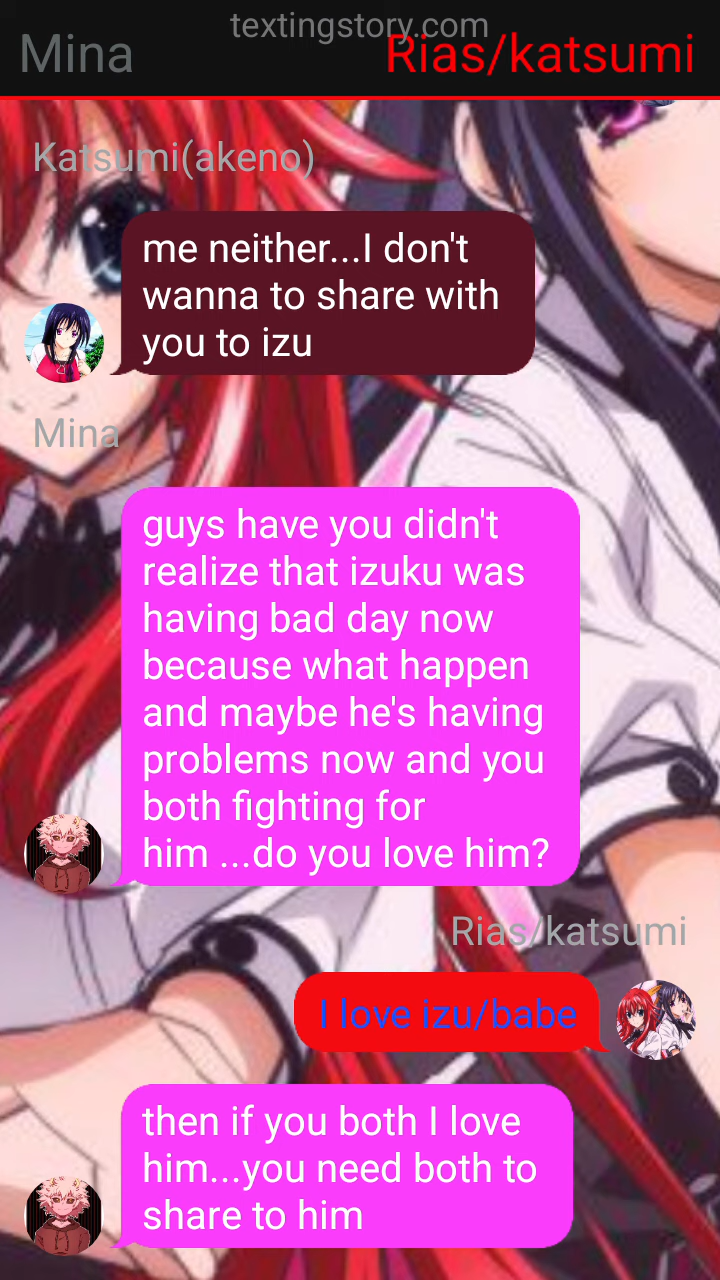 textingstory.com
Mina
Rias/katsumi
Katsumi(akeno)
me neither...I don't
wanna to share with
you to izu
Mina
guys have you didn't
realize that izuku was
having bad day now
because what happen
and maybe he's having
problems now and you
both fighting for
him ...do you love him?
Rias/katsumi
I love izu/babe
then if you both I love
him...you need both to
share to him